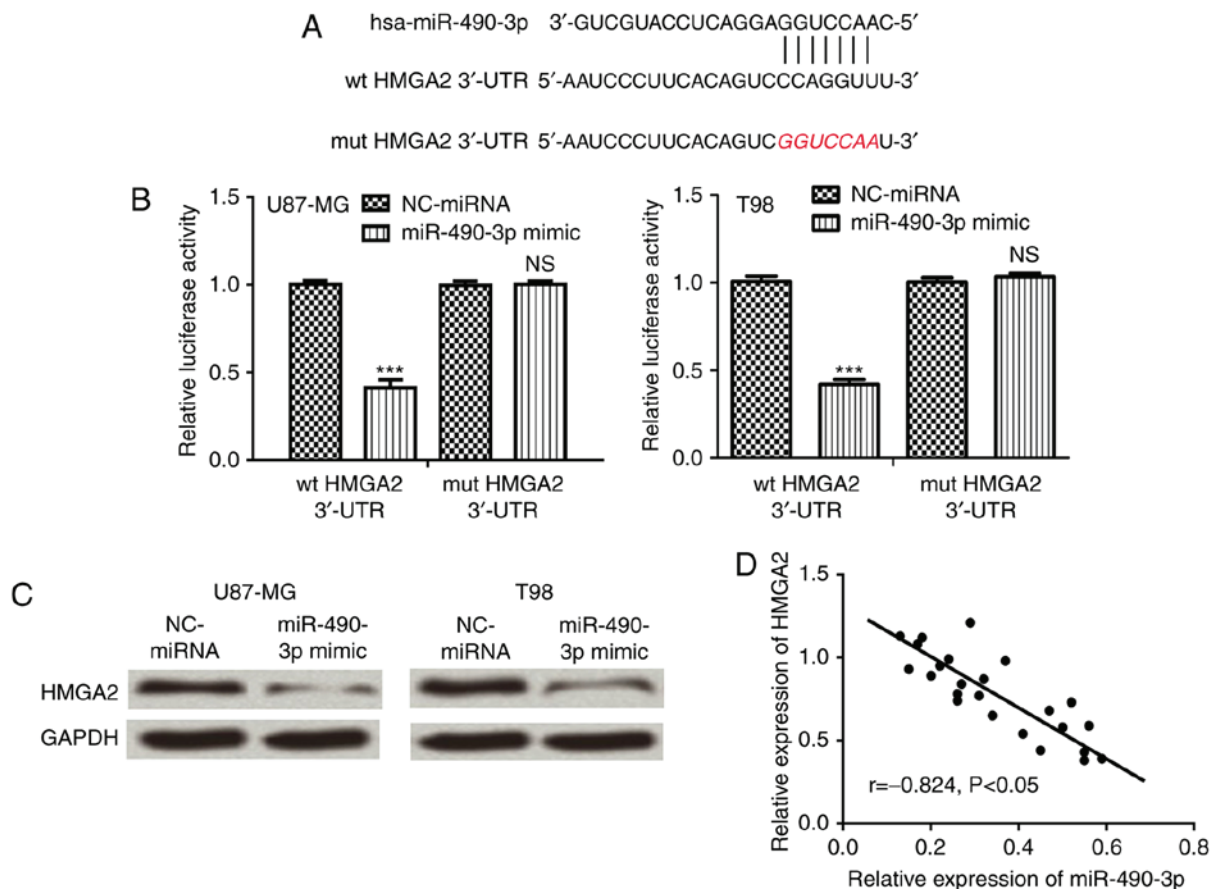 A
hsa-miR-490-3p 3′-GUCGUACCUCAGGAGGUCCAAC-5′
wt HMGA2 3′-UTR 5′-AAUCCCUUCACAGUCCCAGGUUU-3′
mut HMGA2 3′-UTR 5′-AAUCCCUUCACAGUCGGUCCAAU-3′
B
Relative luciferase activity
1.5
1.0
0.5
0.0
U87-MG
NC-miRNA
miR-490-3p mimic
***
NS
wt HMGA2
3′-UTR
mut HMGA2
3′-UTR
Relative luciferase activity
1.5
1.0
0.5
0.0
T98
NC-miRNA
miR-490-3p mimic
***
NS
wt HMGA2
3′-UTR
mut HMGA2
3′-UTR
C
U87-MG
T98
NC-
miRNA
miR-490-
3p mimic
NC-
miRNA
miR-490-
3p mimic
HMGA2
GAPDH
D
Relative expression of HMGA2
1.5
1.0
0.5
0.0
r=−0.824, P<0.05
0.0 0.2 0.4 0.6 0.8
Relative expression of miR-490-3p